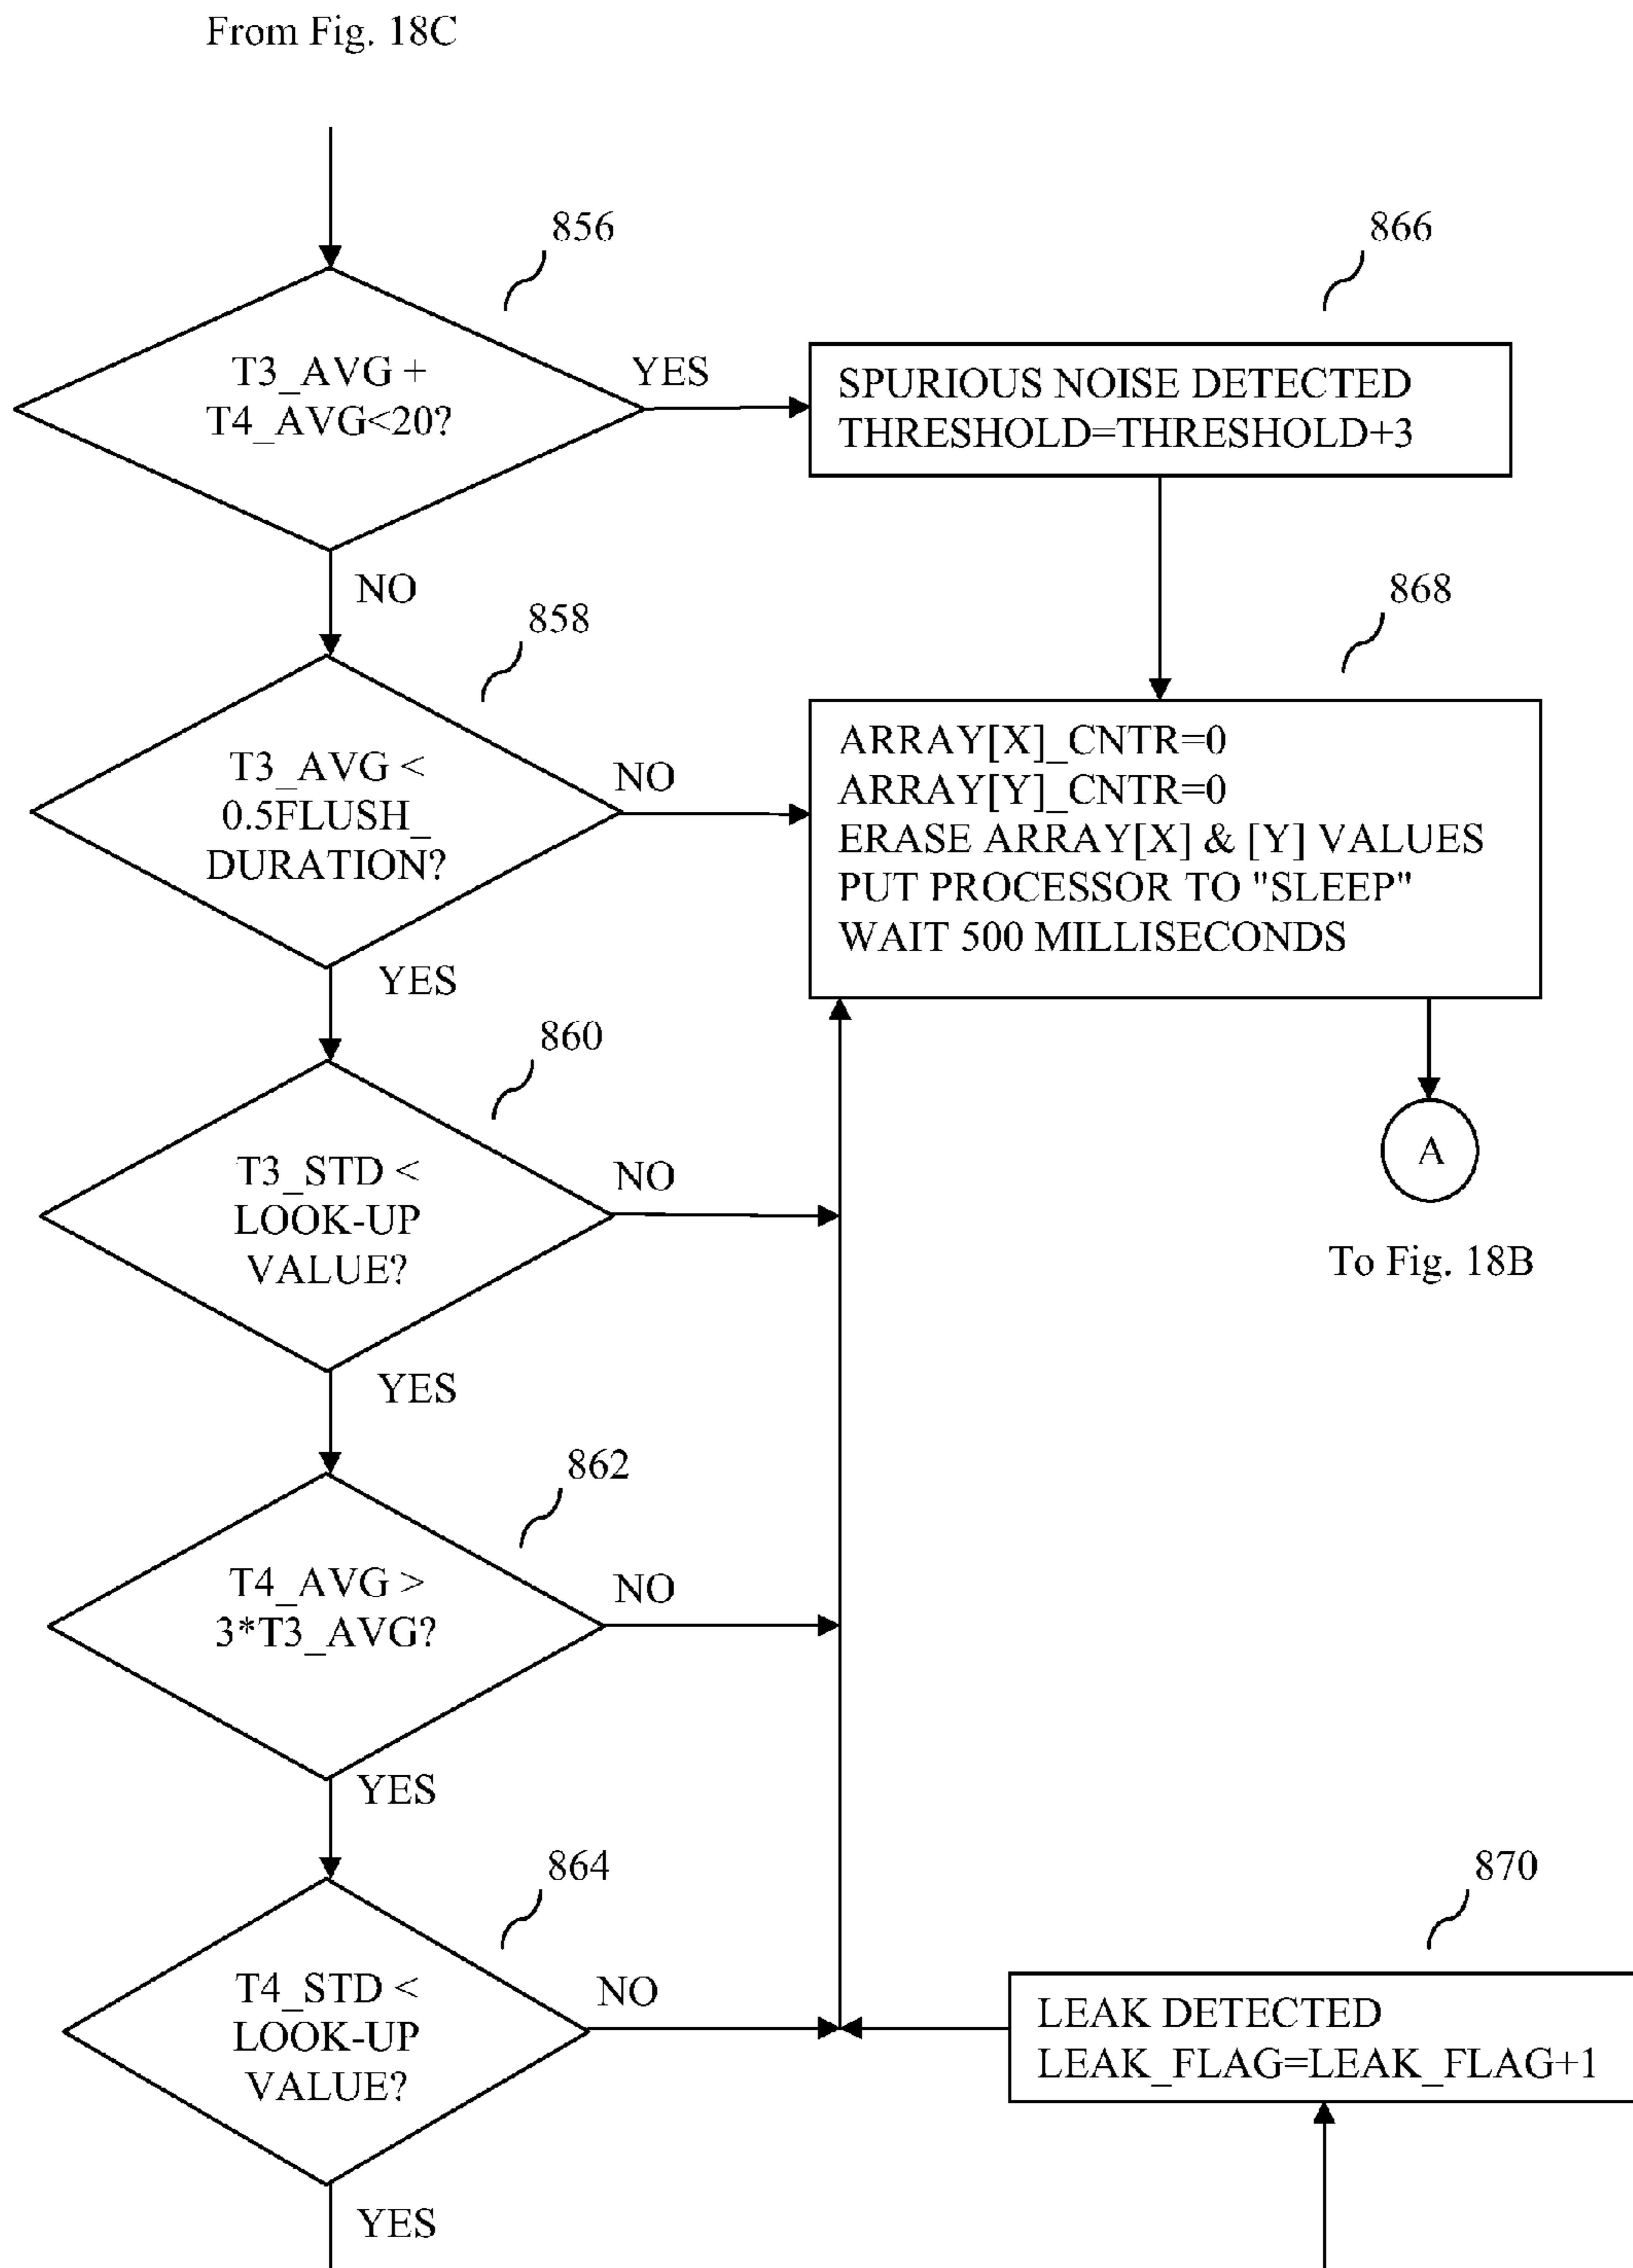 From Fig. 18C
856
866
T3_AVG +
T4_AVG<20?
YES
SPURIOUS NOISE DETECTED
THRESHOLD=THRESHOLD+3
NO
858
868
T3_AVG <
0.5FLUSH_
DURATION?
NO
ARRAY[X]_CNTR=0
ARRAY[Y]_CNTR=0
ERASE ARRAY[X] & [Y] VALUES
PUT PROCESSOR TO "SLEEP"
WAIT 500 MILLISECONDS
YES
860
A
T3_STD <
LOOK-UP
VALUE?
NO
To Fig. 18B
YES
862
T4_AVG >
3*T3_AVG?
NO
YES
864
870
T4_STD <
LOOK-UP
VALUE?
NO
LEAK DETECTED
LEAK_FLAG=LEAK_FLAG+1
YES